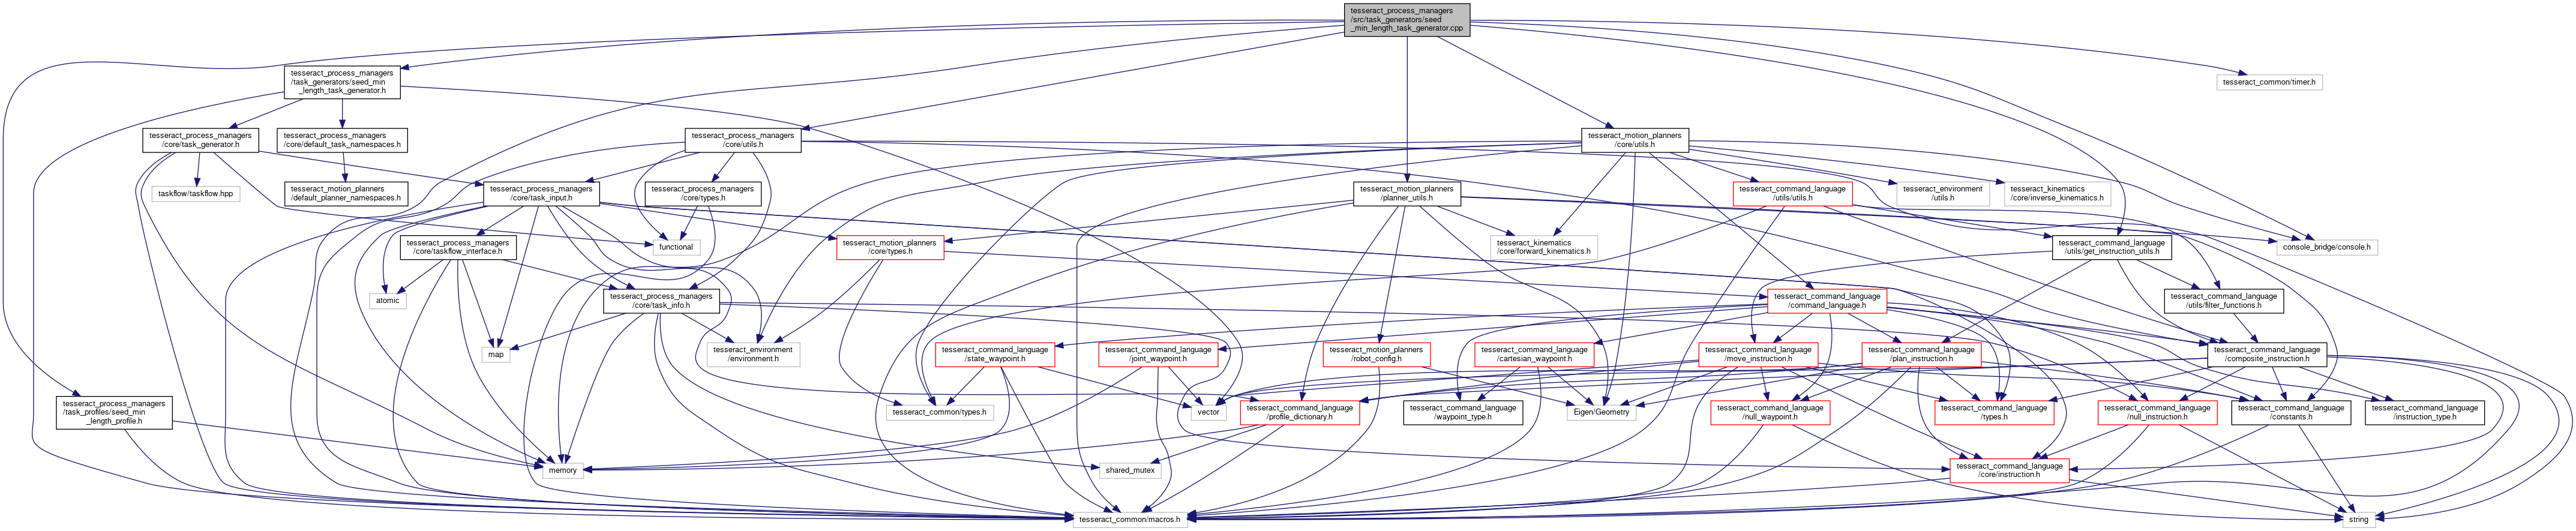 tesseract_process_managers
/src/task_generators/seed
_min_length_task_generator.cpp
tesseract_process_managers
/task_generators/seed_min
_length_task_generator.h
tesseract_common/timer.h
tesseract_process_managers
/core/task_generator.h
tesseract_process_managers
/core/default_task_namespaces.h
tesseract_process_managers
/core/utils.h
tesseract_motion_planners
/core/utils.h
taskflow/taskflow.hpp
tesseract_motion_planners
/default_planner_namespaces.h
tesseract_process_managers
/core/task_input.h
tesseract_process_managers
/core/types.h
tesseract_motion_planners
/planner_utils.h
tesseract_command_language
/utils/utils.h
tesseract_environment
/utils.h
tesseract_kinematics
/core/inverse_kinematics.h
tesseract_process_managers
/core/taskflow_interface.h
functional
tesseract_motion_planners
/core/types.h
tesseract_kinematics
/core/forward_kinematics.h
tesseract_command_language
/utils/get_instruction_utils.h
console_bridge/console.h
atomic
tesseract_process_managers
/core/task_info.h
tesseract_command_language
/command_language.h
tesseract_command_language
/utils/filter_functions.h
map
tesseract_environment
/environment.h
tesseract_command_language
/state_waypoint.h
tesseract_command_language
/joint_waypoint.h
tesseract_motion_planners
/robot_config.h
tesseract_command_language
/cartesian_waypoint.h
tesseract_command_language
/move_instruction.h
tesseract_command_language
/plan_instruction.h
tesseract_command_language
/composite_instruction.h
tesseract_process_managers
/task_profiles/seed_min
_length_profile.h
tesseract_common/types.h
vector
tesseract_command_language
/profile_dictionary.h
tesseract_command_language
/waypoint_type.h
Eigen/Geometry
tesseract_command_language
/null_waypoint.h
tesseract_command_language
/types.h
tesseract_command_language
/null_instruction.h
tesseract_command_language
/constants.h
tesseract_command_language
/instruction_type.h
memory
shared_mutex
tesseract_command_language
/core/instruction.h
tesseract_common/macros.h
string